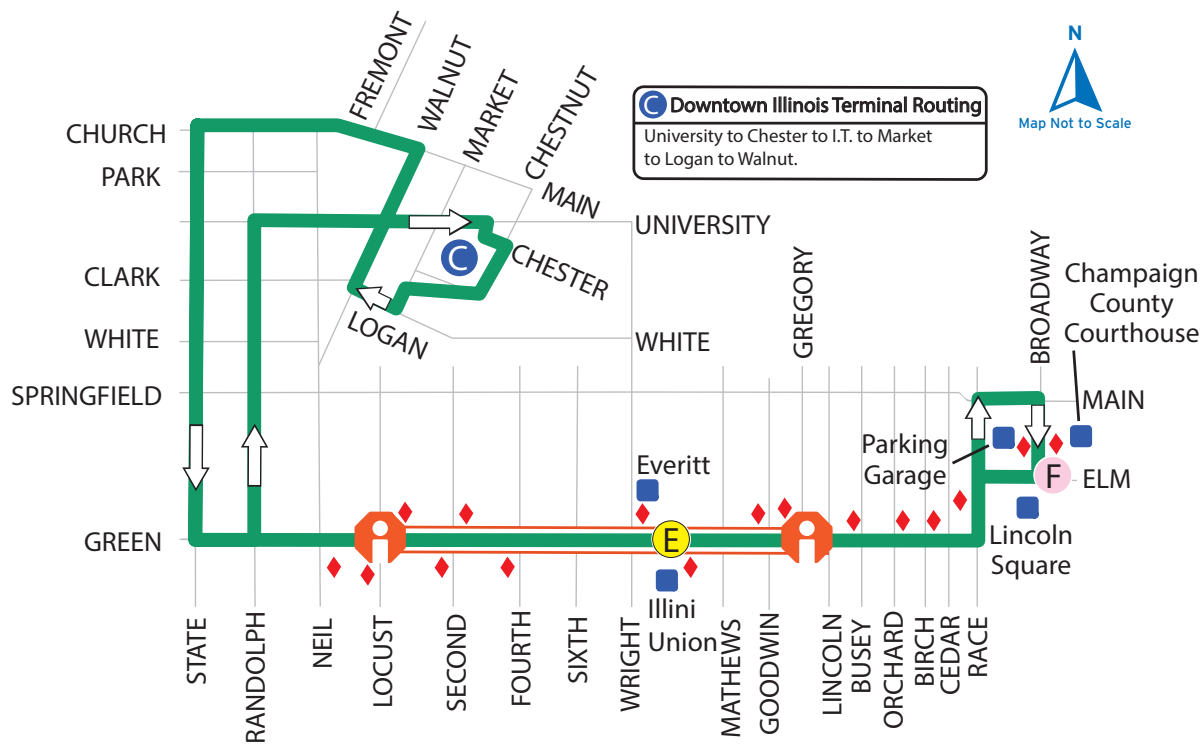 FREMONT
WALNUT
MARKET
CHESTNUT
N
Map Not to Scale
C Downtown Illinois Terminal Routing
University to Chester to I.T. to Market
to Logan to Walnut.
CHURCH
PARK
MAIN
UNIVERSITY
C
CHESTER
CLARK
LOGAN
WHITE
WHITE
GREGORY
BROADWAY
Champaign
County
Courthouse
SPRINGFIELD
MAIN
Parking
Garage
Everitt
F
ELM
GREEN
E
Lincoln
Square
Illini
Union
STATE
RANDOLPH
NEIL
LOCUST
SECOND
FOURTH
SIXTH
WRIGHT
MATHEWS
GOODWIN
LINCOLN
BUSEY
ORCHARD
BIRCH
CEDAR
RACE